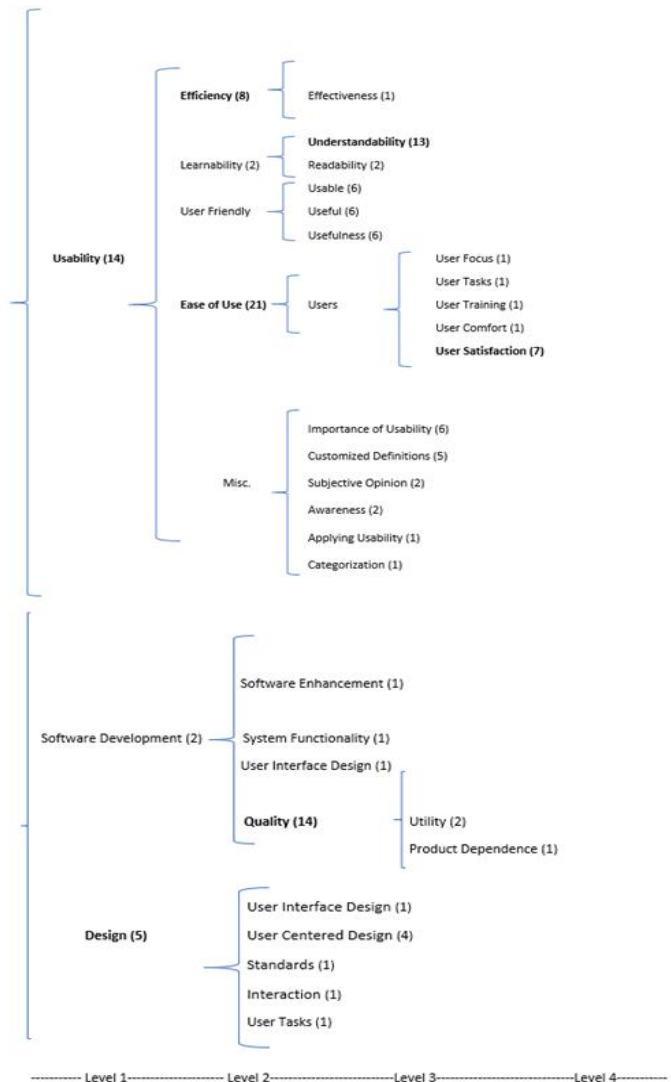 Efficiency (8)
Effectiveness (1)
Understandability (13)
Learnability (2)
Readability (2)
Usable (6)
User Friendly
Useful (6)
Usefulness (6)
Usability (14)
User Focus (1)
User Tasks (1)
Ease of Use (21)
Users
User Training (1)
User Comfort (1)
User Satisfaction (7)
Importance of Usability (6)
Customized Definitions (5)
Misc.
Subjective Opinion (2)
Awareness (2)
Applying Usability (1)
Categorization (1)
Software Enhancement (1)
Software Development (2)
System Functionality (1)
User Interface Design (1)
Quality (14)
Utility (2)
Product Dependence (1)
User Interface Design (1)
Design (5)
User Centered Design (4)
Standards (1)
Interaction (1)
User Tasks (1)
----------- Level 1--------------------Level 2-------------------------Level 3----------------------------Level 4-----------